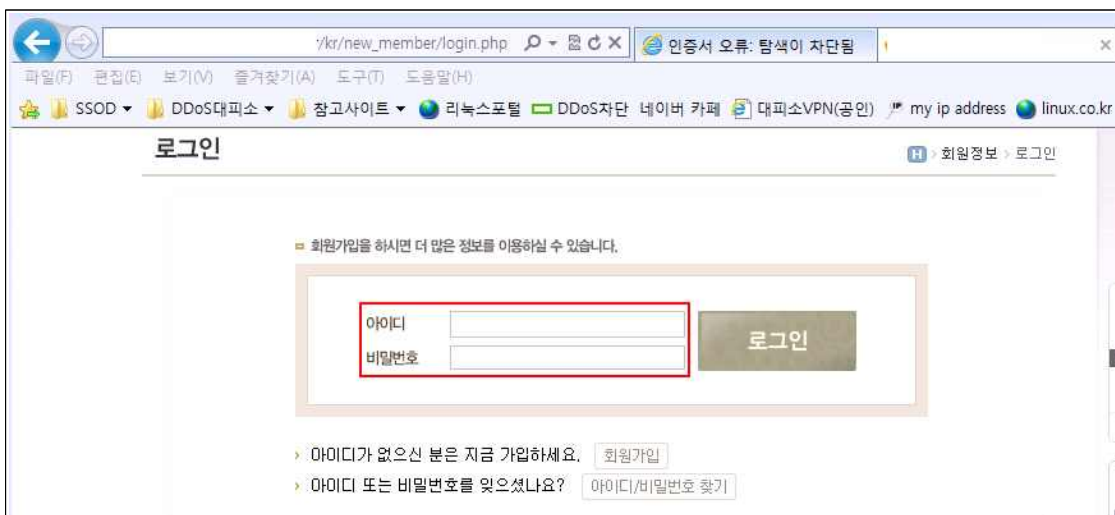 :/kr/new_member/login.php
인증서 오류: 탐색이 차단됨
파일(F) 편집(E) 보기(V) 즐겨찾기(A) 도구(T) 도움말(H)
SSOD DDoS대피소 참고사이트 리눅스포털 DDoS차단 네이버 카페 대피소VPN(공인) my ip address linux.co.kr
로그인
H > 회원정보 > 로그인
회원가입을 하시면 더 많은 정보를 이용하실 수 있습니다.
아이디
비밀번호
로그인
› 아이디가 없으신 분은 지금 가입하세요. 회원가입
› 아이디 또는 비밀번호를 잊으셨나요? 아이디/비밀번호 찾기